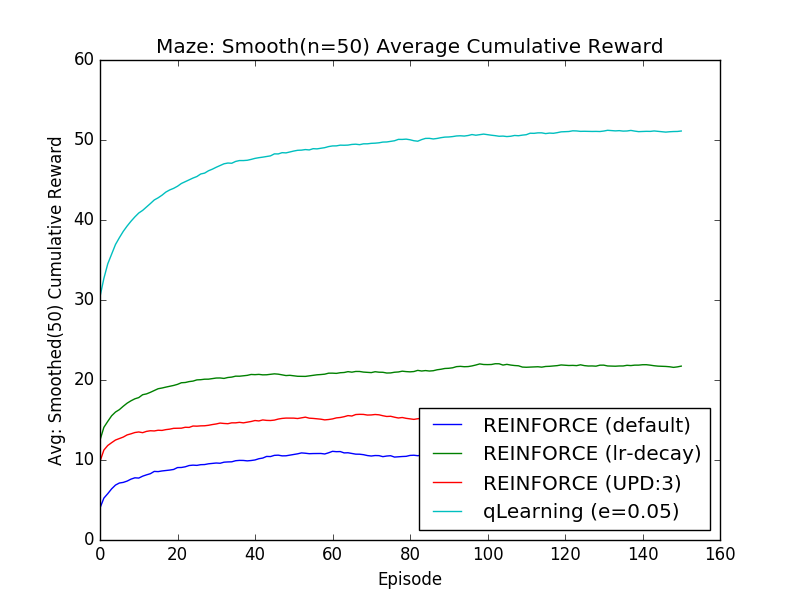 Maze: Smooth(n=50) Average Cumulative Reward
Avg: Smoothed(50) Cumulative Reward
60
50
40
30
20
10
0
REINFORCE (default)
REINFORCE (lr-decay)
REINFORCE (UPD:3)
qLearning (e=0.05)
0 20 40 60 80 100 120 140 160
Episode